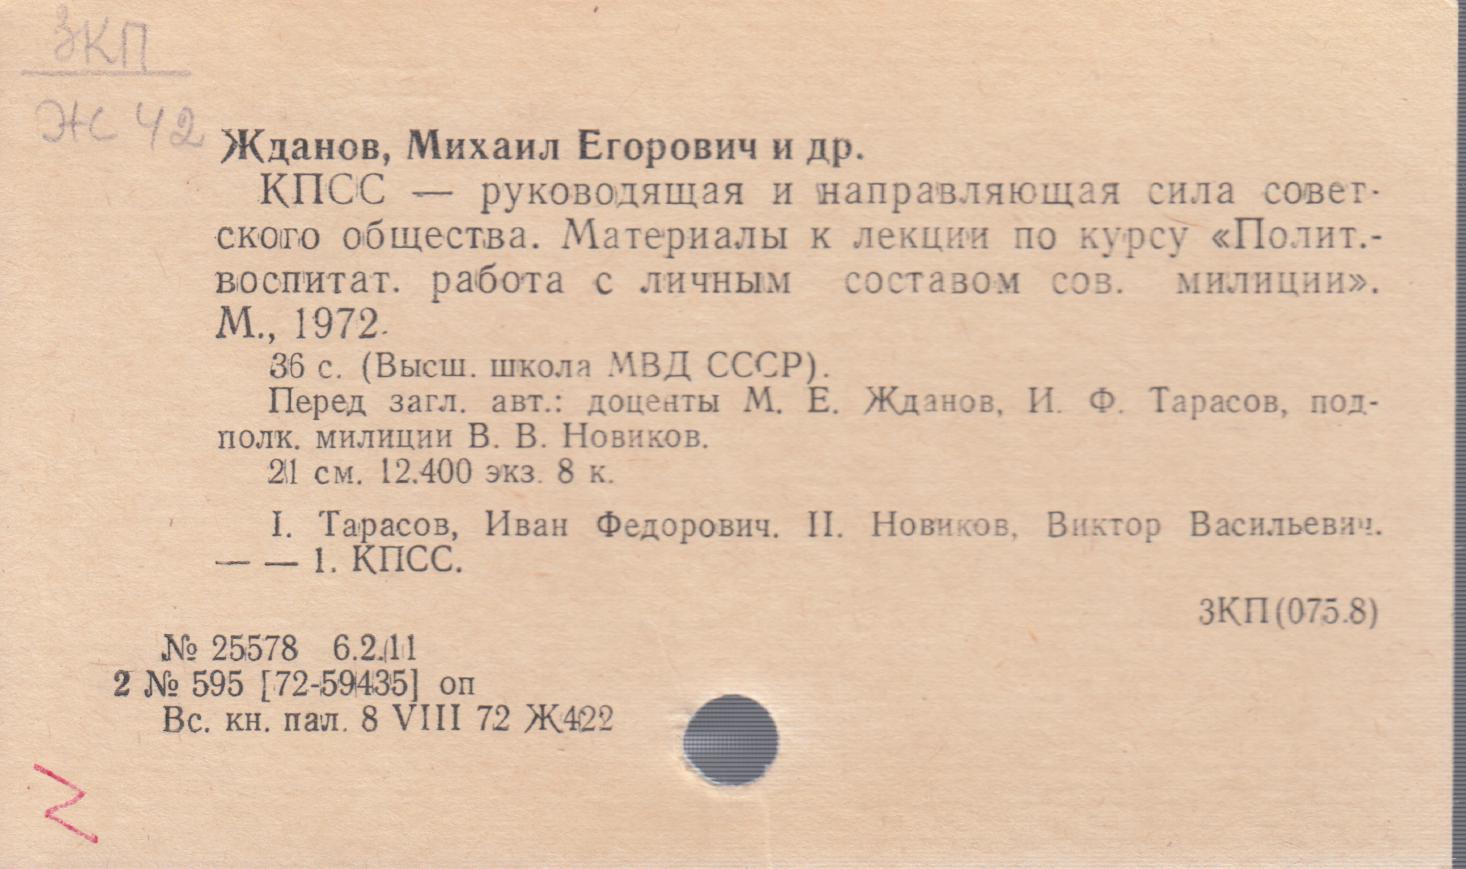 3КП
Ж 42
Жданов, Михаил Егорович и др.
КПСС — руководящая и направляющая сила совет-
ского общества. Материалы к лекции по курсу «Полит.-
воспитат. работа с личным составом сов. милиции».
М., 1972.
36 с. (Высш. школа МВД СССР).
Перед загл. авт.: доценты М. Е. Жданов, И. Ф. Тарасов, под-
полк. милиции В. В. Новиков.
21 см. 12.400 экз. 8 к.
I. Тарасов, Иван Федорович. II. Новиков, Виктор Васильевич.
— — 1. КПСС.
3КП(075.8)
№ 25578 6.2.11
2 № 595 [72-59435] оп
Вс. кн. пал. 8 VIII 72 Ж422